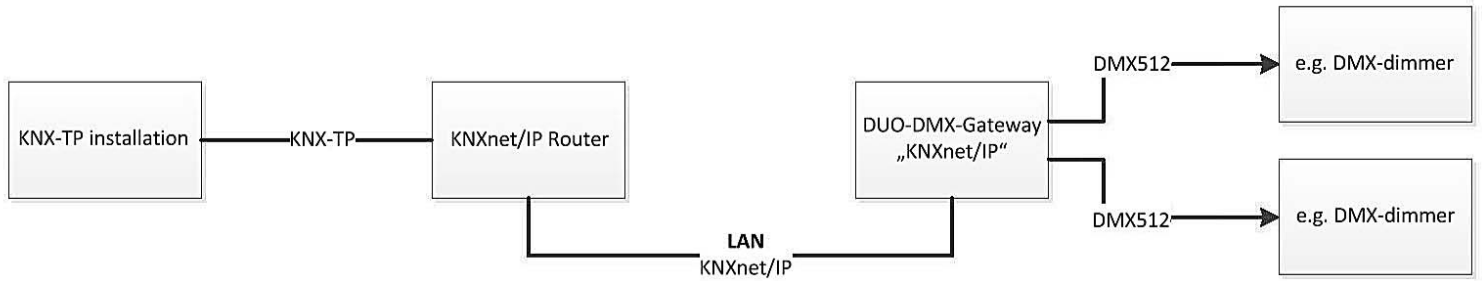 KNX-TP installation
KNX-TP
KNXnet/IP Router
LAN
KNXnet/IP
DUO-DMX-Gateway
„KNXnet/IP“
DMX512
e.g. DMX-dimmer
DMX512
e.g. DMX-dimmer